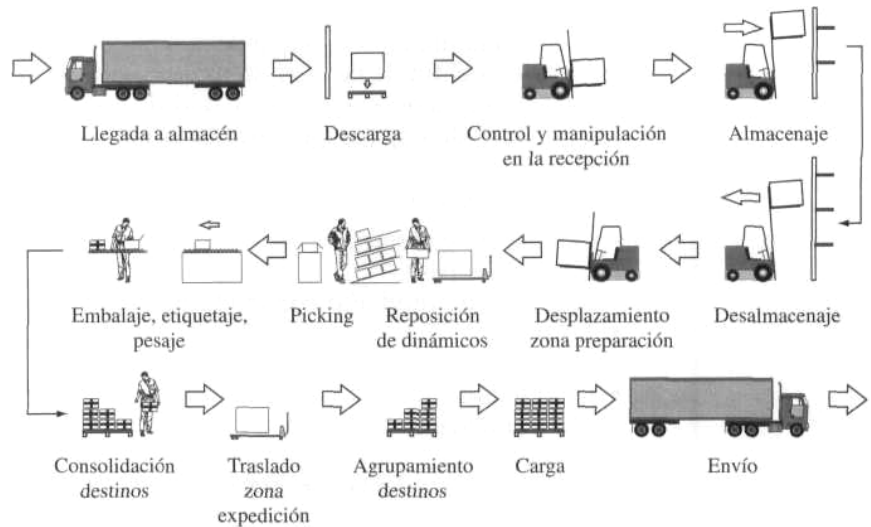 Llegada a almacén
Descarga
Control y manipulación
en la recepción
Almacenaje
Desalmacenaje
Desplazamiento
zona preparación
Reposición
de dinámicos
Picking
Embalaje, etiquetaje,
pesaje
Consolidación
destinos
Traslado
zona
expedición
Agrupamiento
destinos
Carga
Envío